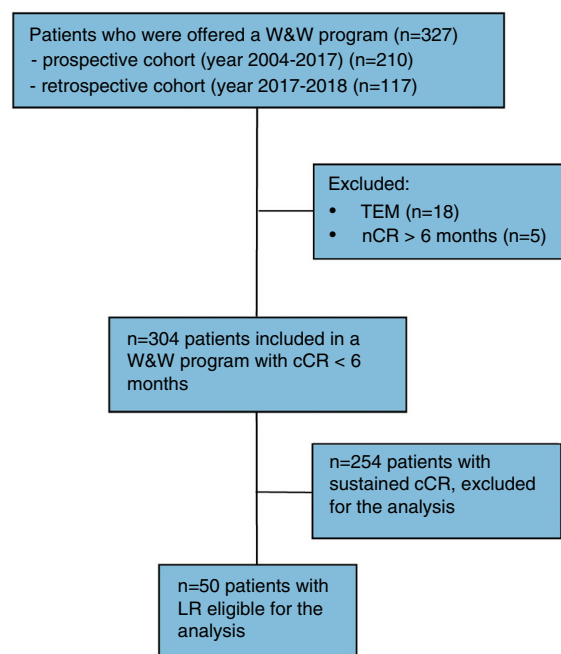 Patients who were offered a W&W program (n=327)
- prospective cohort (year 2004-2017) (n=210)
- retrospective cohort (year 2017-2018 (n=117)
Excluded:
• TEM (n=18)
• nCR > 6 months (n=5)
n=304 patients included in a
W&W program with cCR < 6
months
n=254 patients with
sustained cCR, excluded
for the analysis
n=50 patients with
LR eligible for the
analysis